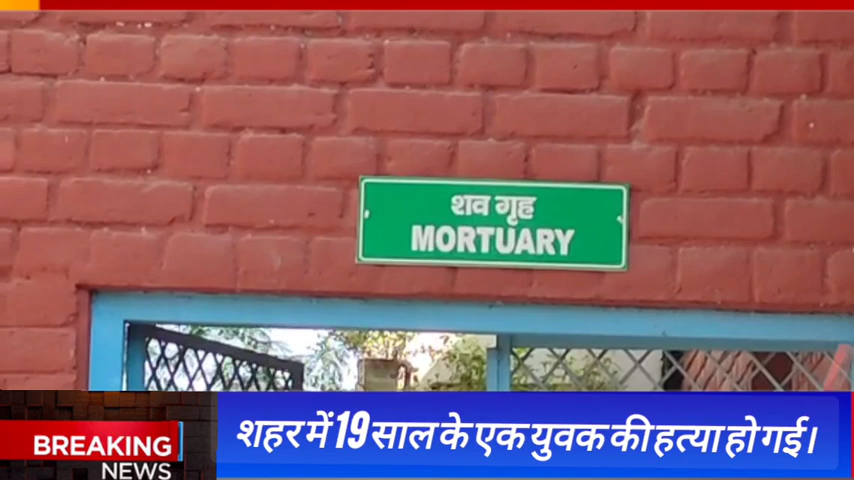 शव गृह
MORTUARY
BREAKING
NEWS
शहर में 19 साल के एक युवक की हत्या हो गई।